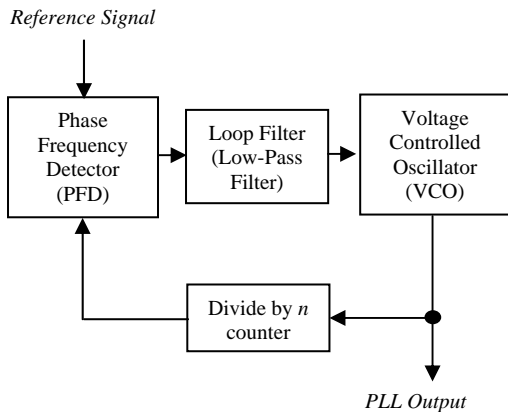 Reference Signal
Phase
Frequency
Detector
(PFD)
Loop Filter
(Low-Pass
Filter)
Voltage
Controlled
Oscillator
(VCO)
Divide by n
counter
PLL Output